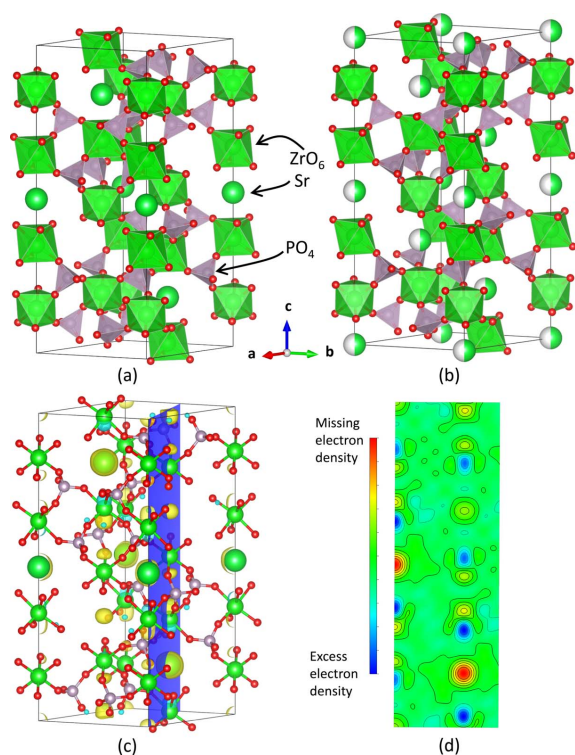 ZrO₆
Sr
PO₄
c
a
b
(a)
(b)
Missing
electron
density
Excess
electron
density
(c)
(d)